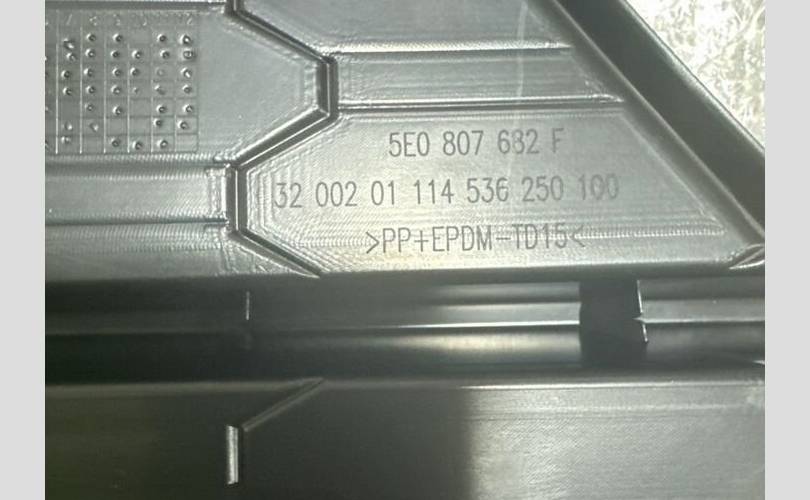 5E0 807 682 F
32 002 01 114 536 250 100
>PP+EPDM-TD15<